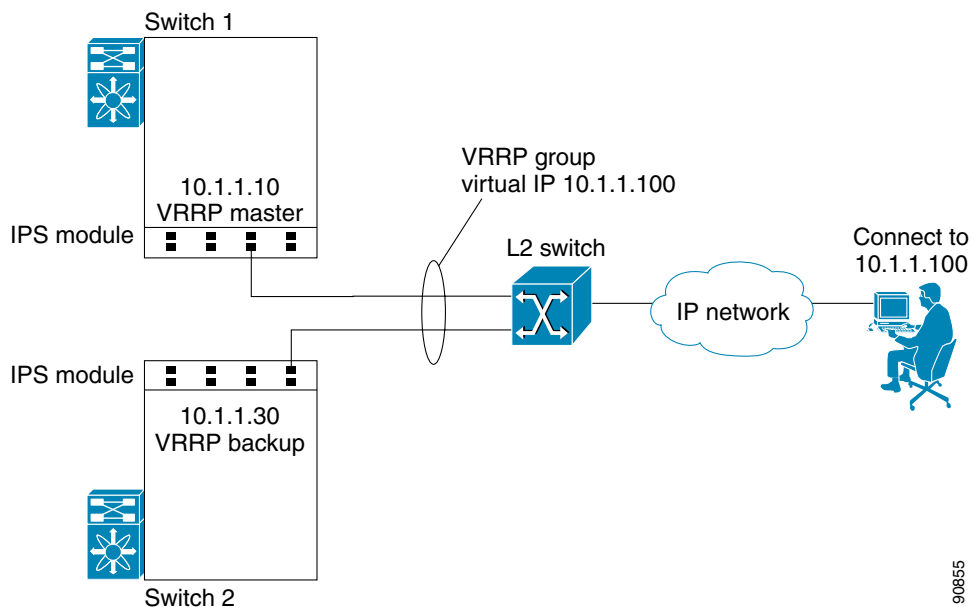 Switch 1
10.1.1.10
VRRP master
IPS module
VRRP group
virtual IP 10.1.1.100
L2 switch
IP network
Connect to
10.1.1.100
IPS module
10.1.1.30
VRRP backup
Switch 2
90855